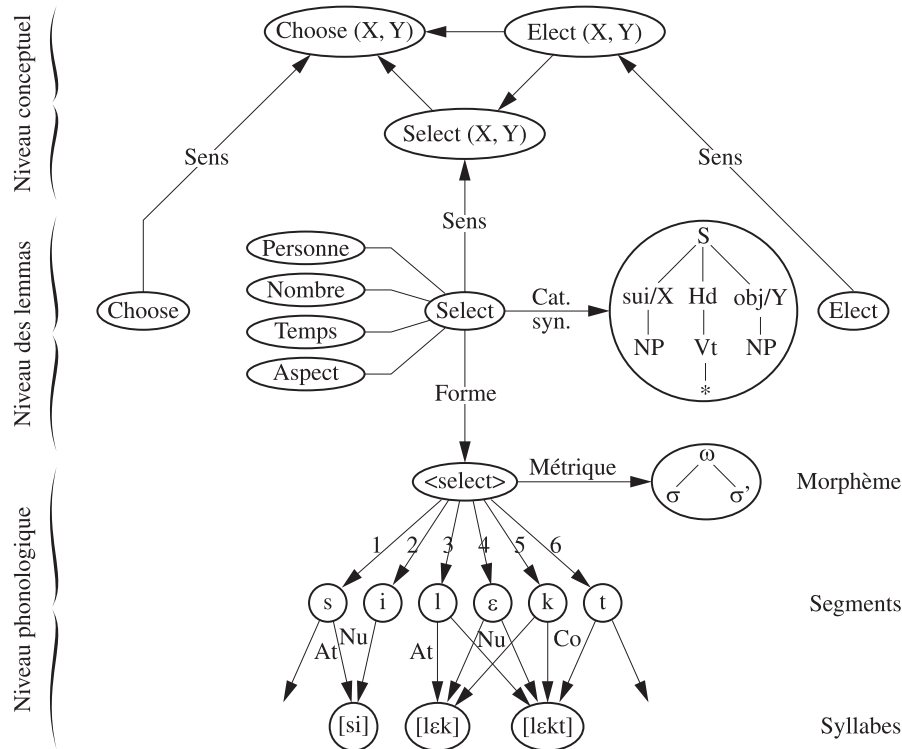 Niveau conceptuel
Choose (X, Y)
Elect (X, Y)
Select (X, Y)
Sens
Sens
Sens
Niveau des lemmas
Personne
Nombre
Temps
Aspect
Choose
Select
Cat.
syn.
S
sui/X Hd obj/Y
NP Vt NP
*
Elect
Forme
Niveau phonologique
<select>
Métrique
ω
σ σ’
Morphème
1 2 3 4 5 6
s i l ε k t
Segments
At Nu At Nu Co
[si] [lεk] [lεkt]
Syllabes